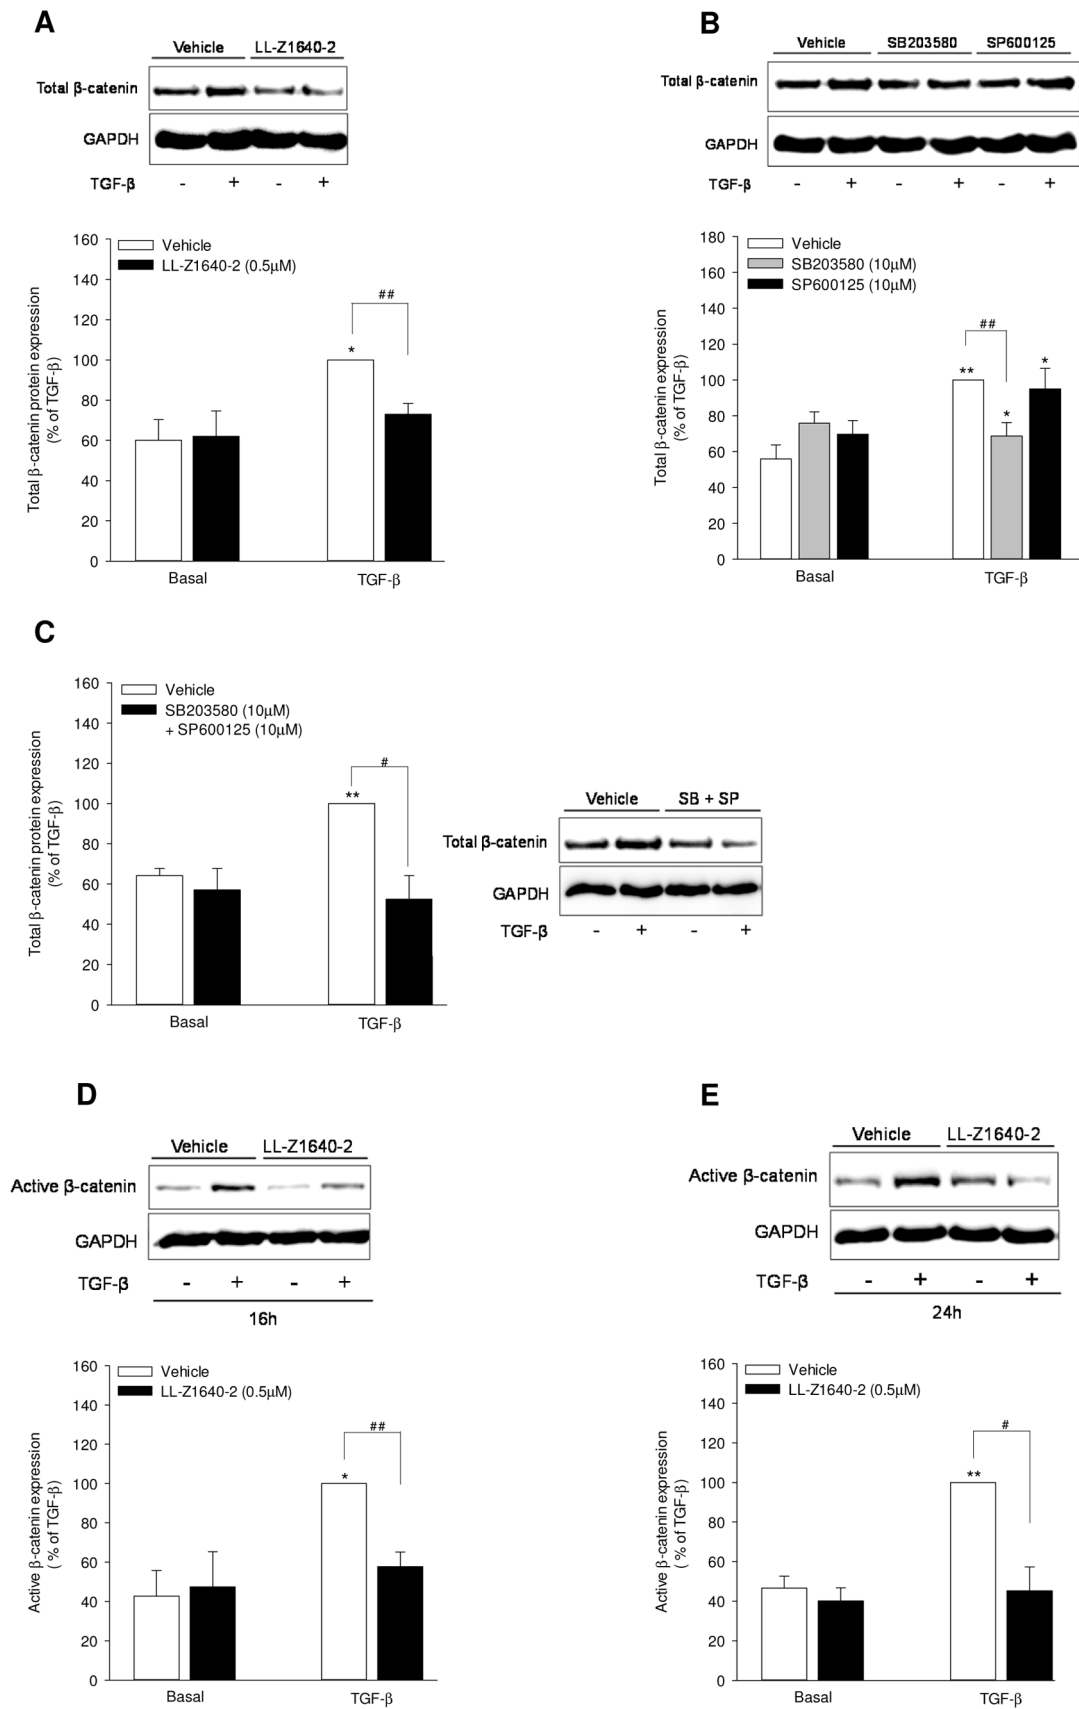 A
Vehicle LL-Z1640-2
Total β-catenin
GAPDH
TGF-β - + - +
160
140
120
100
80
60
40
20
0
Total β-catenin protein expression
(% of TGF-β)
Vehicle
LL-Z1640-2 (0.5μM)
##
*
Basal TGF-β
B
Vehicle SB203580 SP600125
Total β-catenin
GAPDH
TGF-β - + - + - +
180
160
140
120
100
80
60
40
20
0
Total β-catenin expression
(% of TGF-β)
Vehicle
SB203580 (10μM)
SP600125 (10μM)
##
** * *
Basal TGF-β
C
160
140
120
100
80
60
40
20
0
Total β-catenin protein expression
(% of TGF-β)
Vehicle
SB203580 (10μM)
+ SP600125 (10μM)
#
**
Basal TGF-β
Vehicle SB + SP
Total β-catenin
GAPDH
TGF-β - + - +
D
Vehicle LL-Z1640-2
Active β-catenin
GAPDH
TGF-β - + - +
16h
160
140
120
100
80
60
40
20
0
Active β-catenin expression
( % of TGF-β)
Vehicle
LL-Z1640-2 (0.5μM)
##
*
Basal TGF-β
E
Vehicle LL-Z1640-2
Active β-catenin
GAPDH
TGF-β - + - +
24h
160
140
120
100
80
60
40
20
0
Active β-catenin expression
( % of TGF-β)
Vehicle
LL-Z1640-2 (0.5μM)
#
**
Basal TGF-β